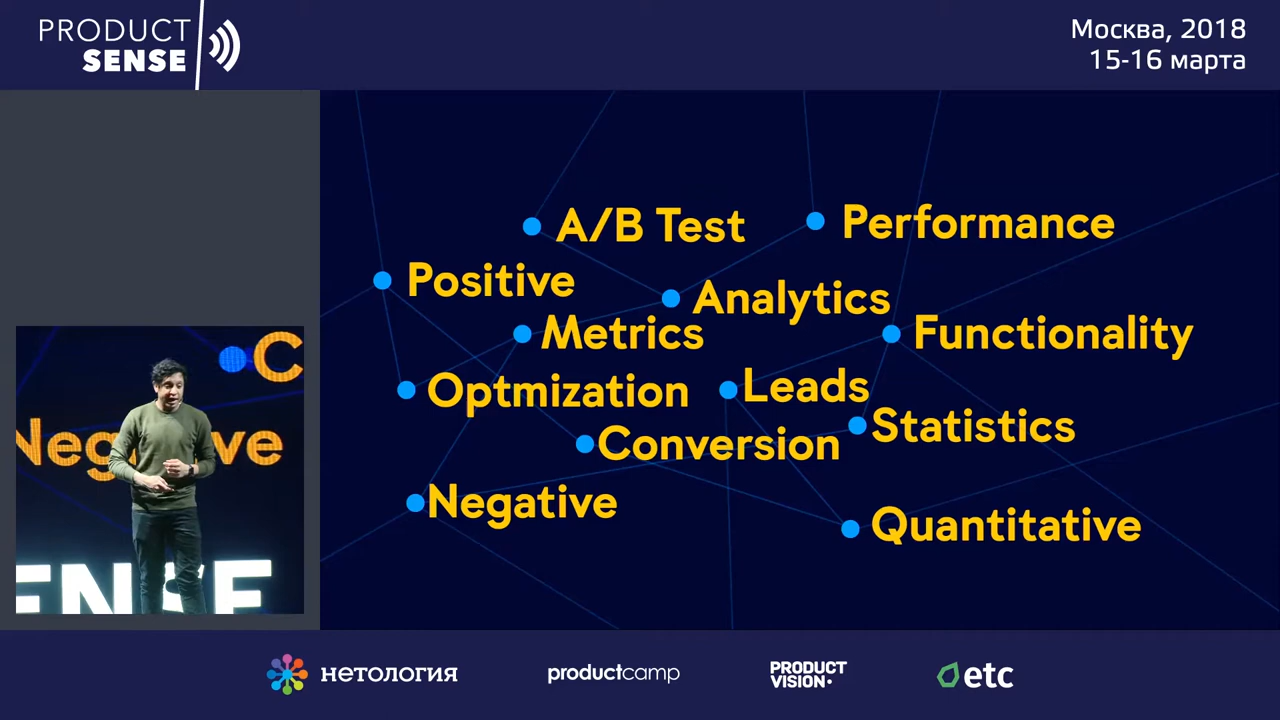 PRODUCT
SENSE
Москва, 2018
15-16 марта
A/B Test
Performance
Positive
Analytics
Metrics
Functionality
Optmization
Leads
Statistics
Conversion
Negative
Quantitative
C
Negative
ENSE
нетология
productcamp
PRODUCT
VISION
etc